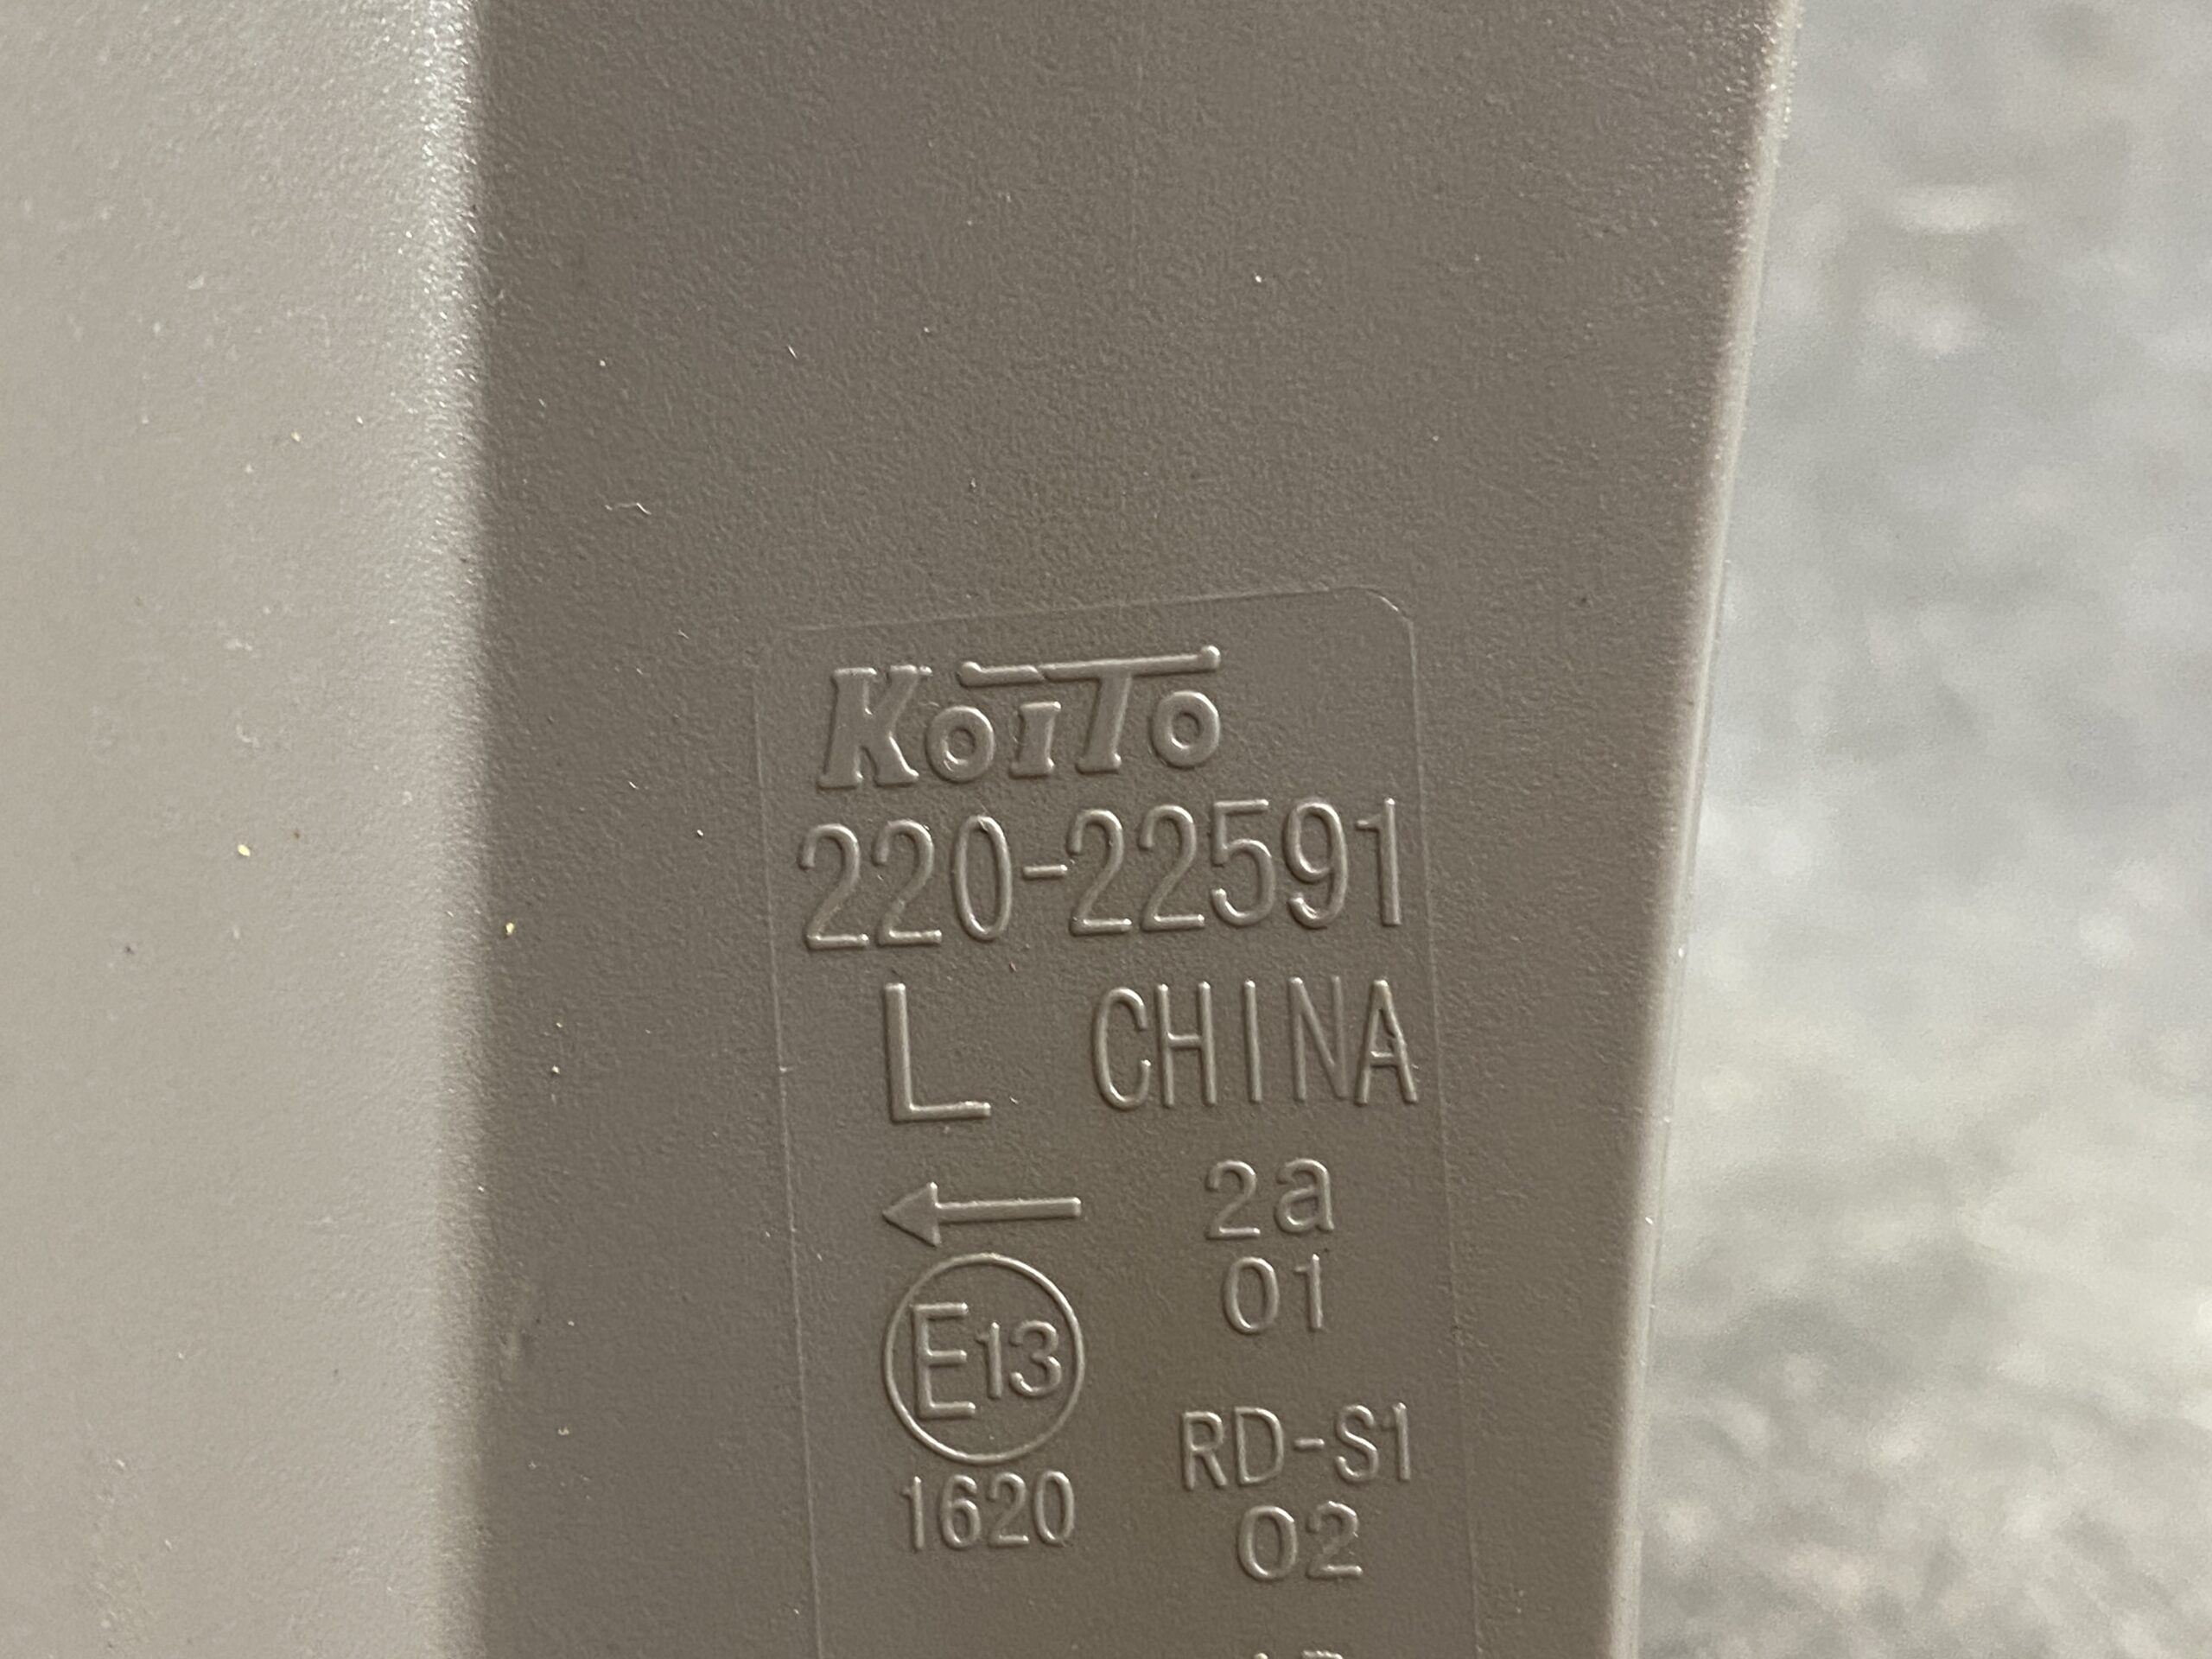 KoiTo
220-22591
L CHINA
← 2a
01
E13
RD-S1
1620
02